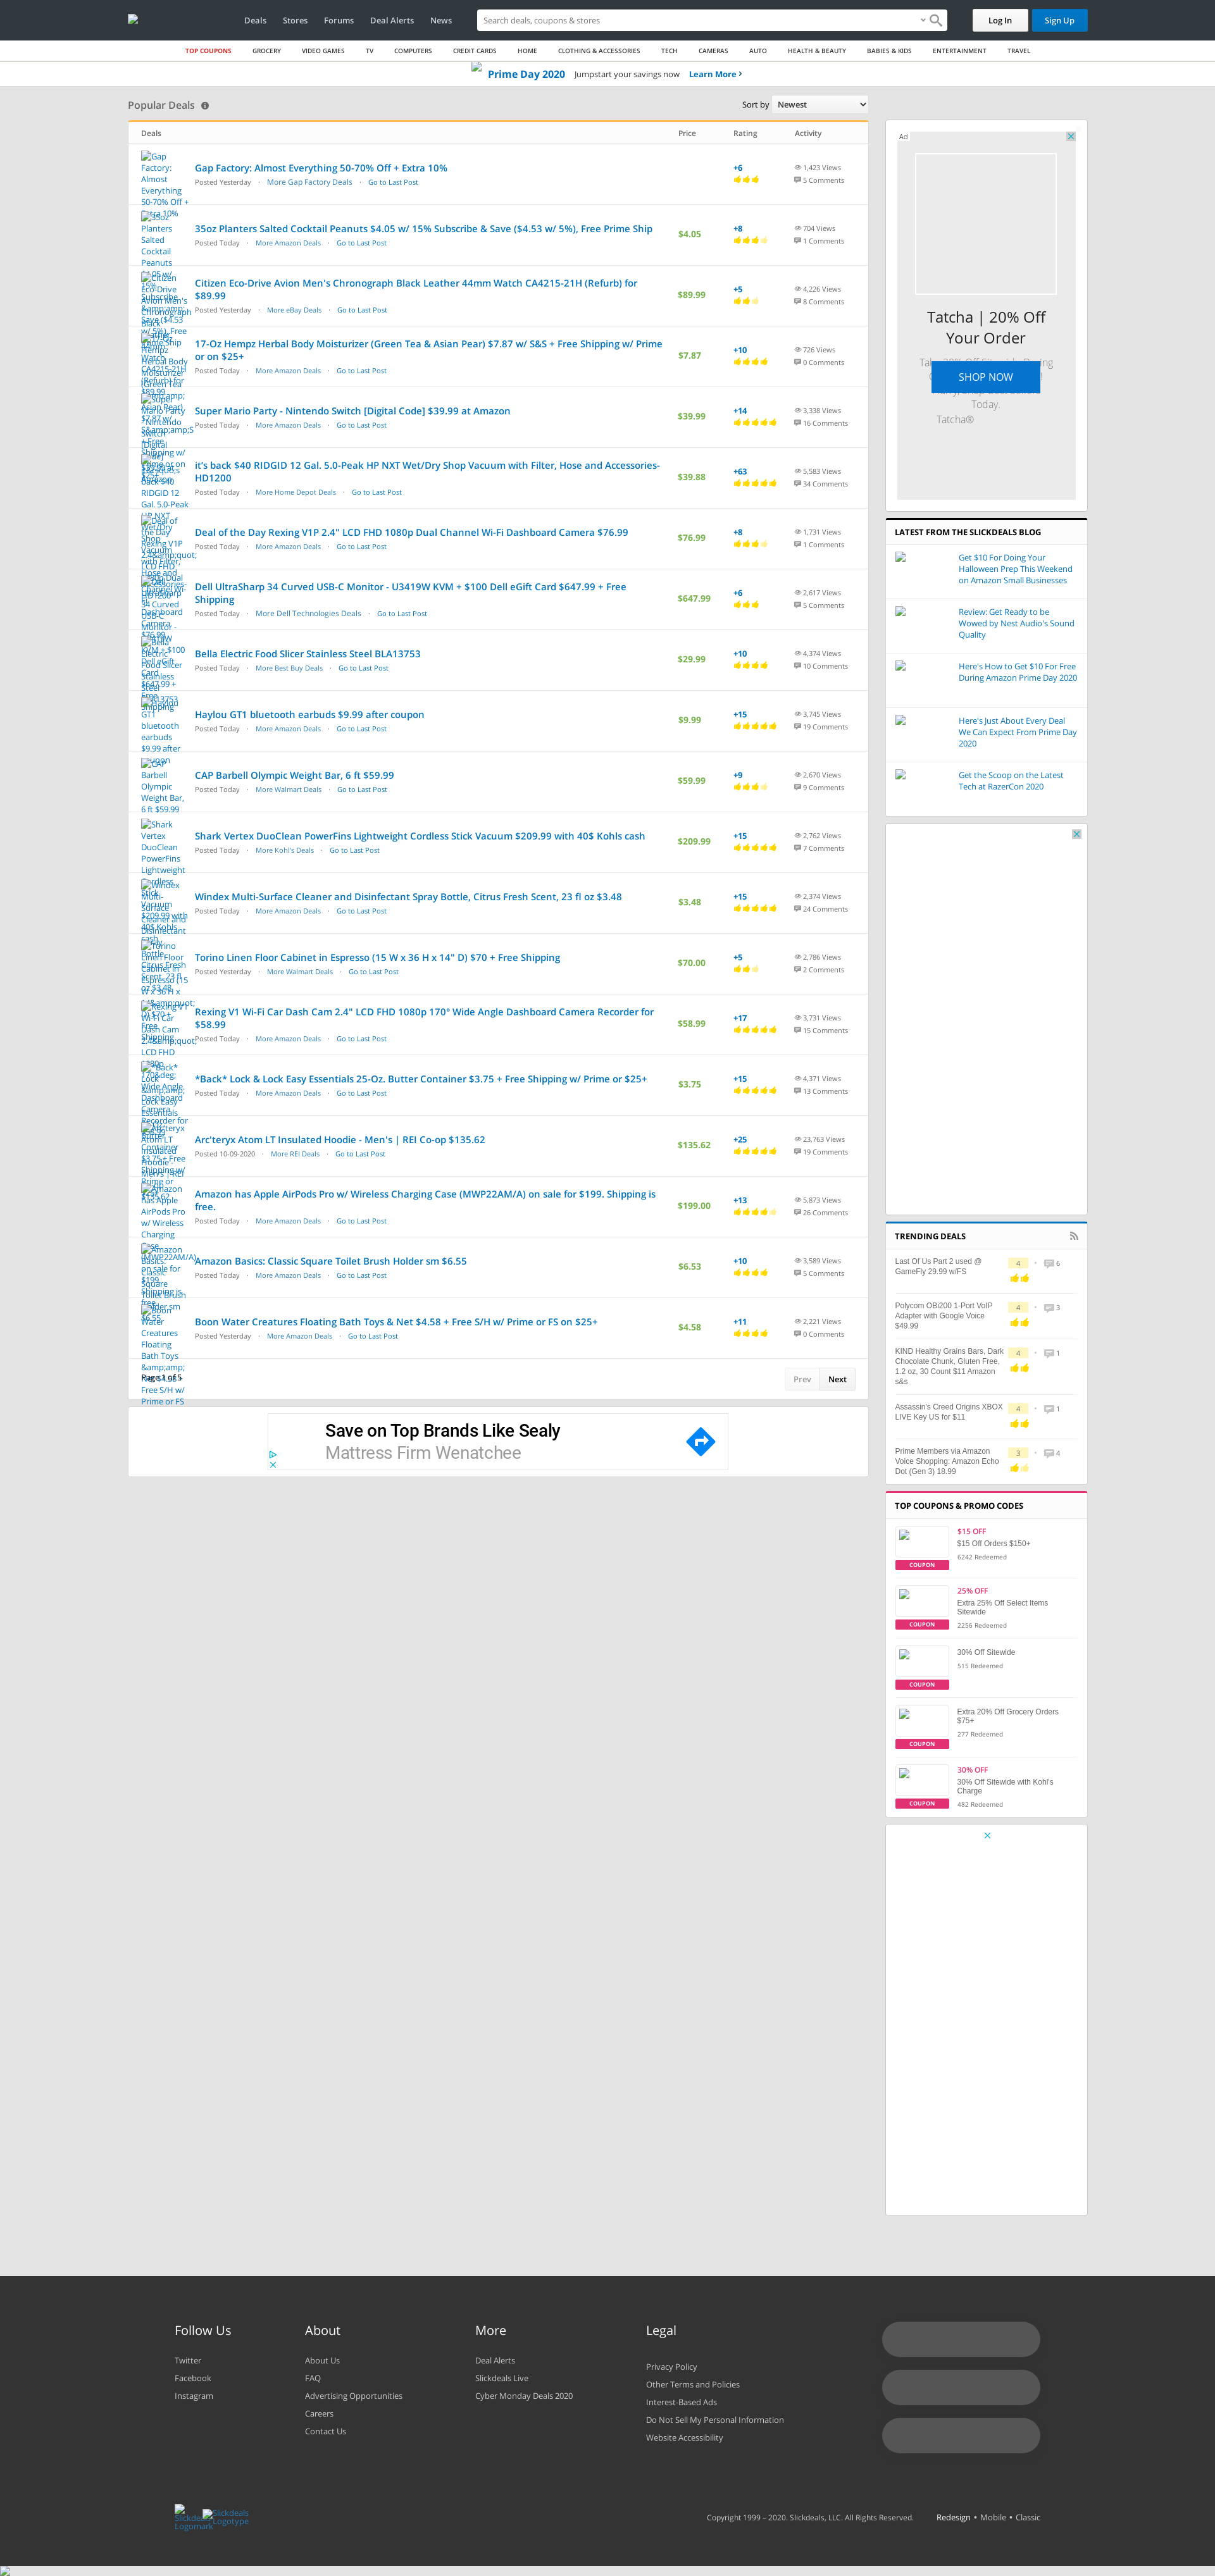 Deals Stores Forums Deal Alerts News
Search deals, coupons & stores
Log In
Sign Up
TOP COUPONS GROCERY VIDEO GAMES TV COMPUTERS CREDIT CARDS HOME CLOTHING & ACCESSORIES TECH CAMERAS AUTO HEALTH & BEAUTY BABIES & KIDS ENTERTAINMENT TRAVEL
Prime Day 2020 Jumpstart your savings now Learn More ›
Popular Deals
Sort by Newest
Deals Price Rating Activity
Gap Factory: Almost Everything 50-70% Off + Extra 10%
Posted Yesterday · More Gap Factory Deals · Go to Last Post
+6
1,423 Views
5 Comments
35oz Planters Salted Cocktail Peanuts $4.05 w/ 15% Subscribe & Save ($4.53 w/ 5%), Free Prime Ship
Posted Today · More Amazon Deals · Go to Last Post
$4.05
+8
704 Views
1 Comments
Citizen Eco-Drive Avion Men's Chronograph Black Leather 44mm Watch CA4215-21H (Refurb) for
$89.99
Posted Yesterday · More eBay Deals · Go to Last Post
$89.99
+5
4,226 Views
8 Comments
17-Oz Hempz Herbal Body Moisturizer (Green Tea & Asian Pear) $7.87 w/ S&S + Free Shipping w/ Prime
or on $25+
Posted Today · More Amazon Deals · Go to Last Post
$7.87
+10
726 Views
0 Comments
Super Mario Party - Nintendo Switch [Digital Code] $39.99 at Amazon
Posted Today · More Amazon Deals · Go to Last Post
$39.99
+14
3,338 Views
16 Comments
it's back $40 RIDGID 12 Gal. 5.0-Peak HP NXT Wet/Dry Shop Vacuum with Filter, Hose and Accessories-
HD1200
Posted Today · More Home Depot Deals · Go to Last Post
$39.88
+63
5,583 Views
34 Comments
Deal of the Day Rexing V1P 2.4" LCD FHD 1080p Dual Channel Wi-Fi Dashboard Camera $76.99
Posted Today · More Amazon Deals · Go to Last Post
$76.99
+8
1,731 Views
1 Comments
Dell UltraSharp 34 Curved USB-C Monitor - U3419W KVM + $100 Dell eGift Card $647.99 + Free
Shipping
Posted Today · More Dell Technologies Deals · Go to Last Post
$647.99
+6
2,617 Views
5 Comments
Bella Electric Food Slicer Stainless Steel BLA13753
Posted Today · More Best Buy Deals · Go to Last Post
$29.99
+10
4,374 Views
10 Comments
Haylou GT1 bluetooth earbuds $9.99 after coupon
Posted Today · More Amazon Deals · Go to Last Post
$9.99
+15
3,745 Views
19 Comments
CAP Barbell Olympic Weight Bar, 6 ft $59.99
Posted Today · More Walmart Deals · Go to Last Post
$59.99
+9
2,670 Views
9 Comments
Shark Vertex DuoClean PowerFins Lightweight Cordless Stick Vacuum $209.99 with 40$ Kohls cash
Posted Today · More Kohl's Deals · Go to Last Post
$209.99
+15
2,762 Views
7 Comments
Windex Multi-Surface Cleaner and Disinfectant Spray Bottle, Citrus Fresh Scent, 23 fl oz $3.48
Posted Today · More Amazon Deals · Go to Last Post
$3.48
+15
2,374 Views
24 Comments
Torino Linen Floor Cabinet in Espresso (15 W x 36 H x 14" D) $70 + Free Shipping
Posted Yesterday · More Walmart Deals · Go to Last Post
$70.00
+5
2,786 Views
2 Comments
Rexing V1 Wi-Fi Car Dash Cam 2.4" LCD FHD 1080p 170° Wide Angle Dashboard Camera Recorder for
$58.99
Posted Today · More Amazon Deals · Go to Last Post
$58.99
+17
3,731 Views
15 Comments
*Back* Lock & Lock Easy Essentials 25-Oz. Butter Container $3.75 + Free Shipping w/ Prime or $25+
Posted Today · More Amazon Deals · Go to Last Post
$3.75
+15
4,371 Views
13 Comments
Arc'teryx Atom LT Insulated Hoodie - Men's | REI Co-op $135.62
Posted 10-09-2020 · More REI Deals · Go to Last Post
$135.62
+25
23,763 Views
19 Comments
Amazon has Apple AirPods Pro w/ Wireless Charging Case (MWP22AM/A) on sale for $199. Shipping is
free.
Posted Today · More Amazon Deals · Go to Last Post
$199.00
+13
5,873 Views
26 Comments
Amazon Basics: Classic Square Toilet Brush Holder sm $6.55
Posted Today · More Amazon Deals · Go to Last Post
$6.53
+10
3,589 Views
5 Comments
Boon Water Creatures Floating Bath Toys & Net $4.58 + Free S/H w/ Prime or FS on $25+
Posted Yesterday · More Amazon Deals · Go to Last Post
$4.58
+11
2,221 Views
0 Comments
Page 1 of 5
Prev
Next
Save on Top Brands Like Sealy
Mattress Firm Wenatchee
Ad
Tatcha | 20% Off
Your Order
SHOP NOW
Today.
Tatcha®
LATEST FROM THE SLICKDEALS BLOG
Get $10 For Doing Your
Halloween Prep This Weekend
on Amazon Small Businesses
Review: Get Ready to be
Wowed by Nest Audio's Sound
Quality
Here's How to Get $10 For Free
During Amazon Prime Day 2020
Here's Just About Every Deal
We Can Expect From Prime Day
2020
Get the Scoop on the Latest
Tech at RazerCon 2020
TRENDING DEALS
Last Of Us Part 2 used @
GameFly 29.99 w/FS
4 · 6
Polycom OBi200 1-Port VoIP
Adapter with Google Voice
$49.99
4 · 3
KIND Healthy Grains Bars, Dark
Chocolate Chunk, Gluten Free,
1.2 oz, 30 Count $11 Amazon
s&s
4 · 1
Assassin's Creed Origins XBOX
LIVE Key US for $11
4 · 1
Prime Members via Amazon
Voice Shopping: Amazon Echo
Dot (Gen 3) 18.99
3 · 4
TOP COUPONS & PROMO CODES
$15 OFF
$15 Off Orders $150+
6242 Redeemed
COUPON
25% OFF
Extra 25% Off Select Items
Sitewide
2256 Redeemed
COUPON
30% Off Sitewide
515 Redeemed
COUPON
Extra 20% Off Grocery Orders
$75+
277 Redeemed
COUPON
30% OFF
30% Off Sitewide with Kohl's
Charge
482 Redeemed
COUPON
Follow Us
Twitter
Facebook
Instagram
About
About Us
FAQ
Advertising Opportunities
Careers
Contact Us
More
Deal Alerts
Slickdeals Live
Cyber Monday Deals 2020
Legal
Privacy Policy
Other Terms and Policies
Interest-Based Ads
Do Not Sell My Personal Information
Website Accessibility
Slickdeals
Logomark
Slickdeals
Logotype
Copyright 1999 – 2020. Slickdeals, LLC. All Rights Reserved.
Redesign • Mobile • Classic